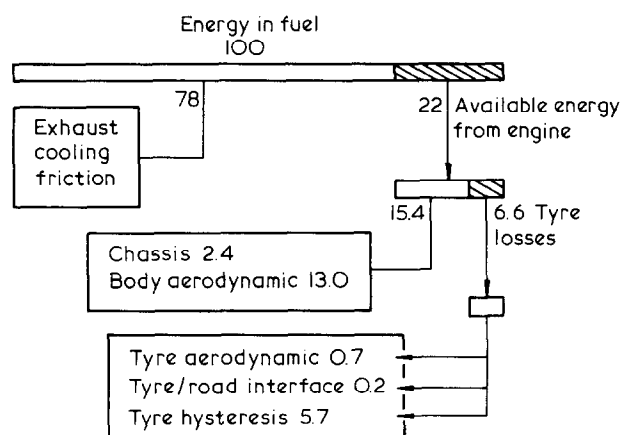 Energy in fuel
100
78
22 Available energy
from engine
Exhaust
cooling
friction
15.4
6.6 Tyre
losses
Chassis 2.4
Body aerodynamic 13.0
Tyre aerodynamic 0.7
Tyre/road interface 0.2
Tyre hysteresis 5.7